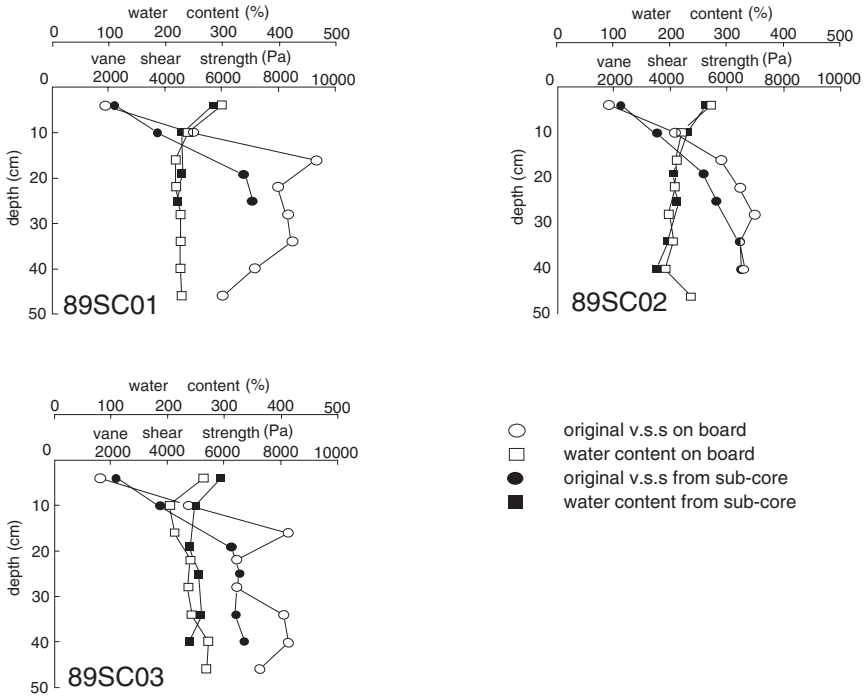 water content (%)
0 100 200 300 400 500
vane shear strength (Pa)
0 2000 4000 6000 8000 10000
10
20
30
40
50
depth (cm)
89SC01
water content (%)
0 100 200 300 400 500
vane shear strength (Pa)
0 2000 4000 6000 8000 10000
10
20
30
40
50
depth (cm)
89SC02
water content (%)
0 100 200 300 400 500
vane shear strength (Pa)
0 2000 4000 6000 8000 10000
10
20
30
40
50
depth (cm)
89SC03
original v.s.s on board
water content on board
original v.s.s from sub-core
water content from sub-core